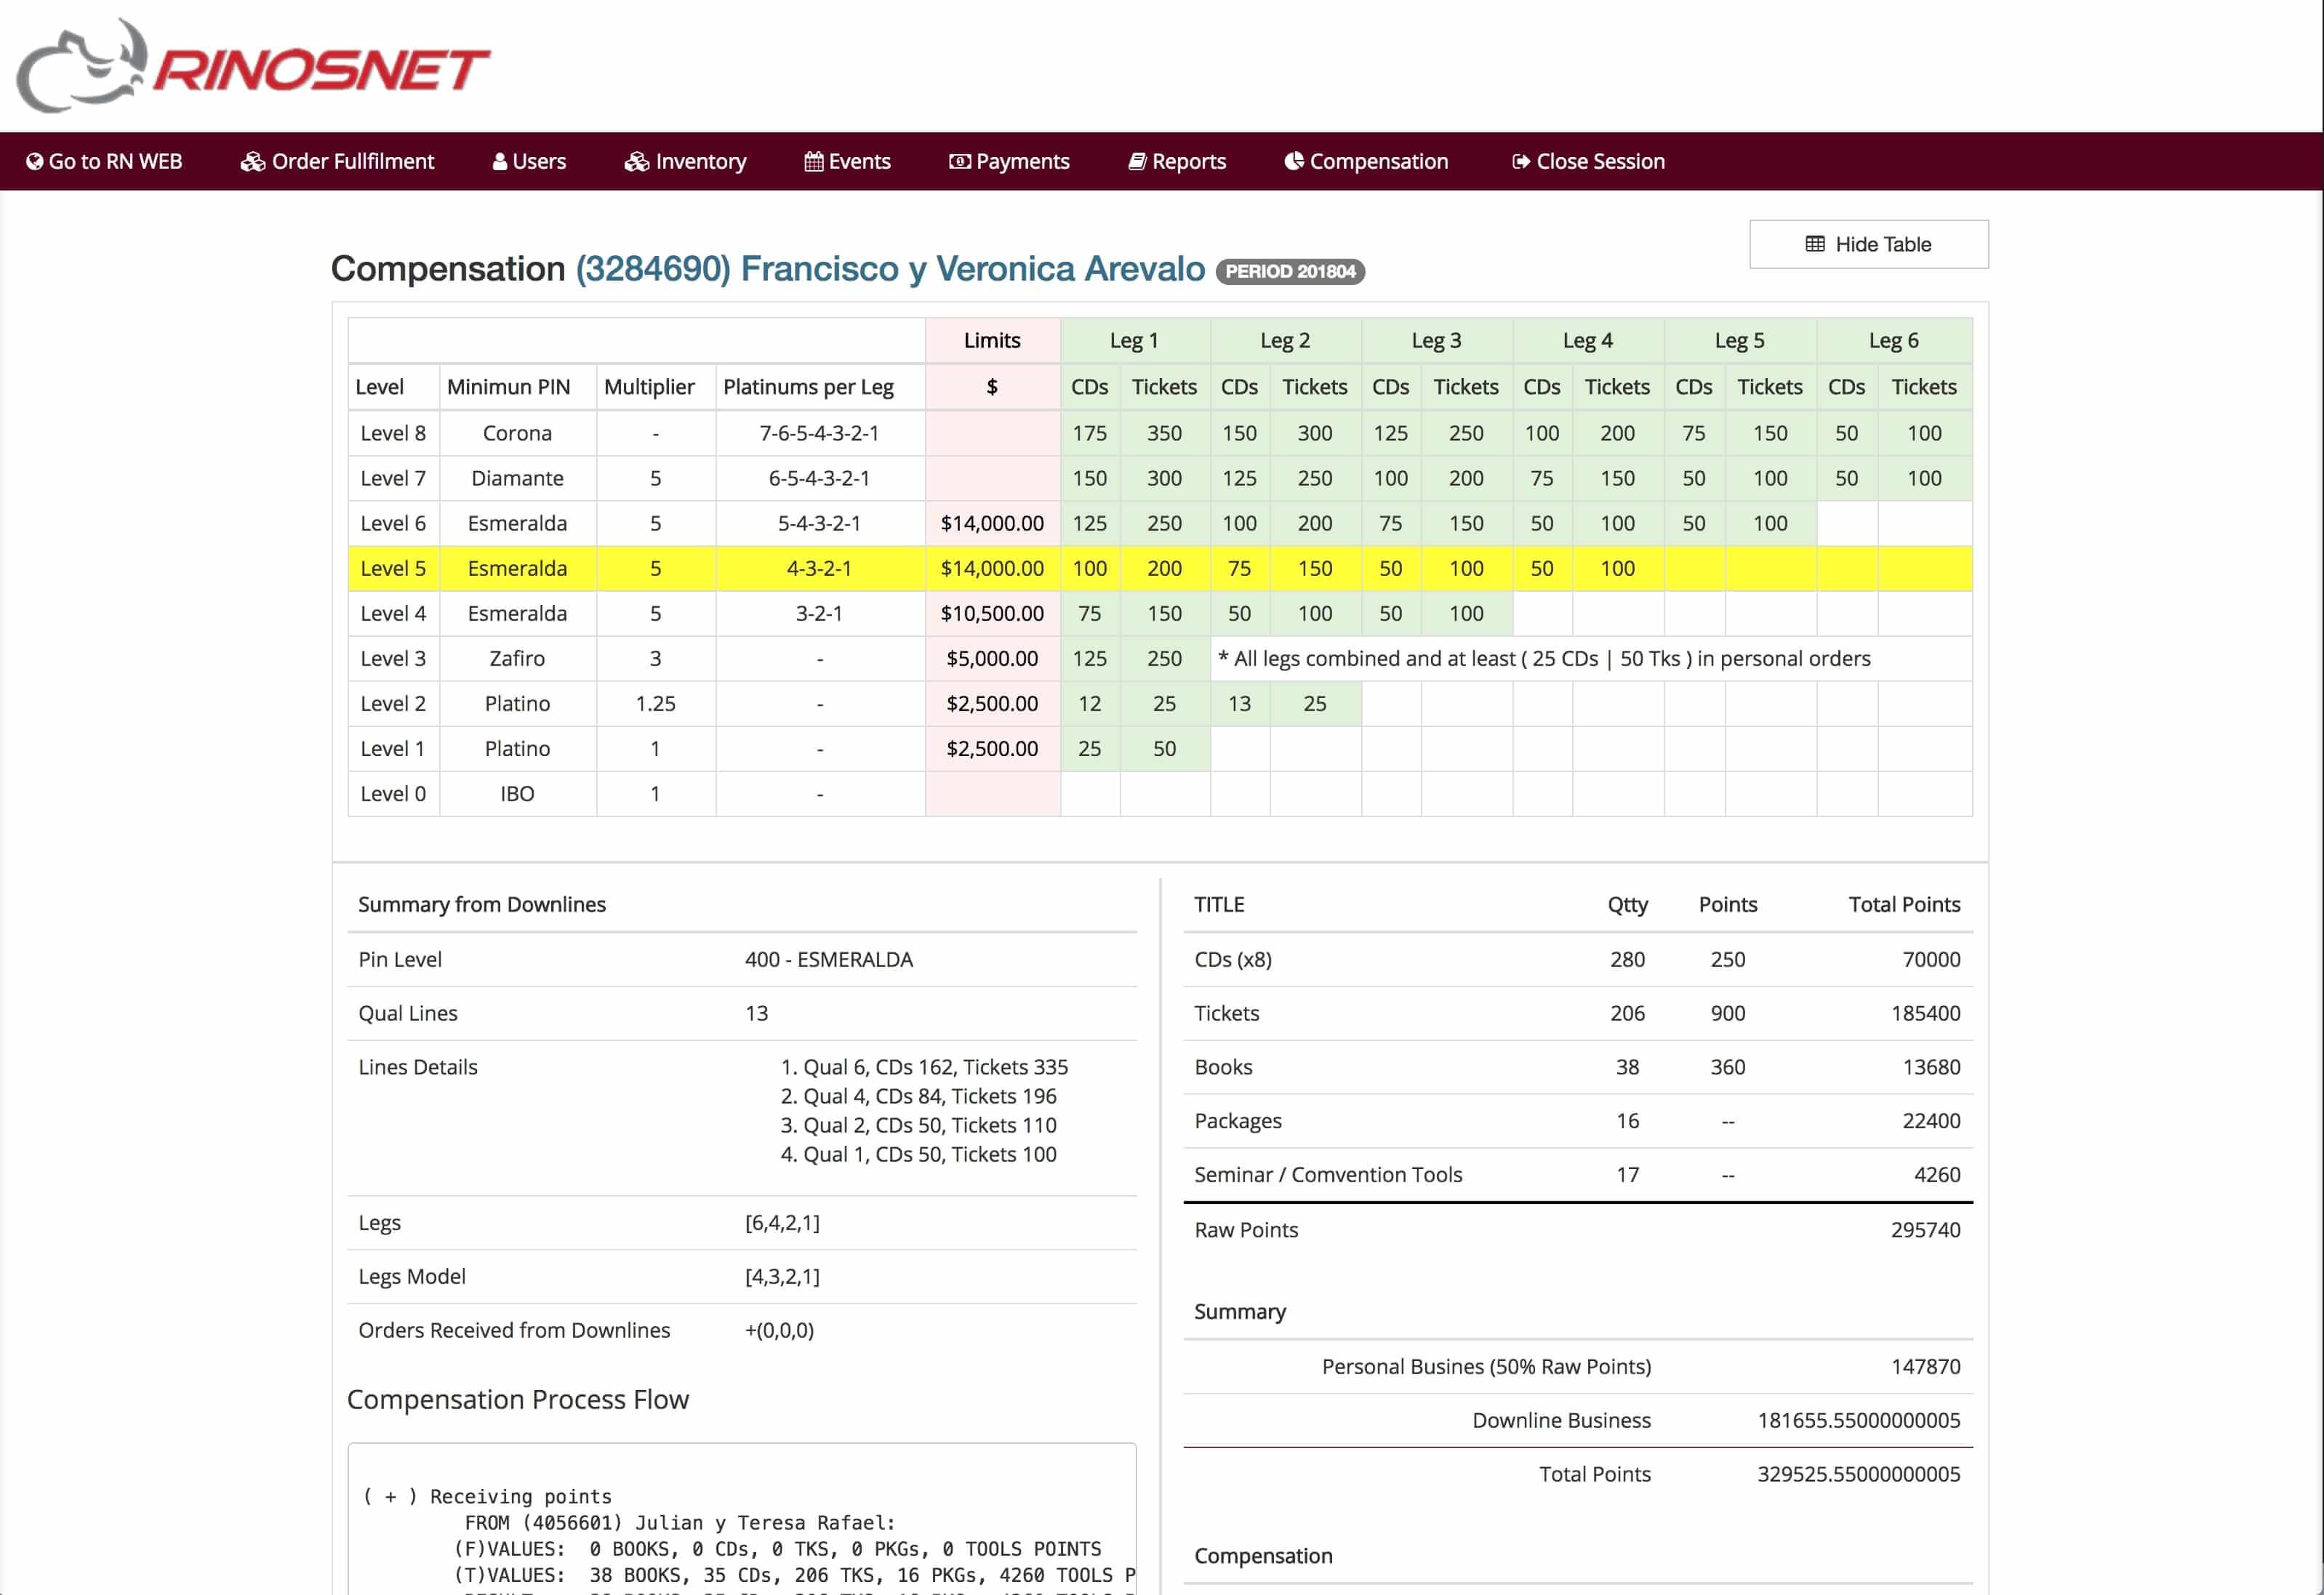 RINOSNET
Go to RN WEB Order Fullfilment Users Inventory Events Payments Reports Compensation Close Session
Hide Table
Compensation (3284690) Francisco y Veronica Arevalo PERIOD 201804
Limits Leg 1 Leg 2 Leg 3 Leg 4 Leg 5 Leg 6
Level Minimun PIN Multiplier Platinums per Leg $ CDs Tickets CDs Tickets CDs Tickets CDs Tickets CDs Tickets CDs Tickets
Level 8 Corona - 7-6-5-4-3-2-1 175 350 150 300 125 250 100 200 75 150 50 100
Level 7 Diamante 5 6-5-4-3-2-1 150 300 125 250 100 200 75 150 50 100 50 100
Level 6 Esmeralda 5 5-4-3-2-1 $14,000.00 125 250 100 200 75 150 50 100 50 100
Level 5 Esmeralda 5 4-3-2-1 $14,000.00 100 200 75 150 50 100 50 100
Level 4 Esmeralda 5 3-2-1 $10,500.00 75 150 50 100 50 100
Level 3 Zafiro 3 - $5,000.00 125 250 * All legs combined and at least ( 25 CDs | 50 Tks ) in personal orders
Level 2 Platino 1.25 - $2,500.00 12 25 13 25
Level 1 Platino 1 - $2,500.00 25 50
Level 0 IBO 1 -
Summary from Downlines
Pin Level 400 - ESMERALDA
Qual Lines 13
Lines Details 1. Qual 6, CDs 162, Tickets 335
2. Qual 4, CDs 84, Tickets 196
3. Qual 2, CDs 50, Tickets 110
4. Qual 1, CDs 50, Tickets 100
Legs [6,4,2,1]
Legs Model [4,3,2,1]
Orders Received from Downlines +(0,0,0)
Compensation Process Flow
( + ) Receiving points
FROM (4056601) Julian y Teresa Rafael:
(F)VALUES: 0 BOOKS, 0 CDs, 0 TKS, 0 PKGs, 0 TOOLS POINTS
(T)VALUES: 38 BOOKS, 35 CDs, 206 TKS, 16 PKGs, 4260 TOOLS P
TITLE Qtty Points Total Points
CDs (x8) 280 250 70000
Tickets 206 900 185400
Books 38 360 13680
Packages 16 -- 22400
Seminar / Comvention Tools 17 -- 4260
Raw Points 295740
Summary
Personal Busines (50% Raw Points) 147870
Downline Business 181655.55000000005
Total Points 329525.55000000005
Compensation